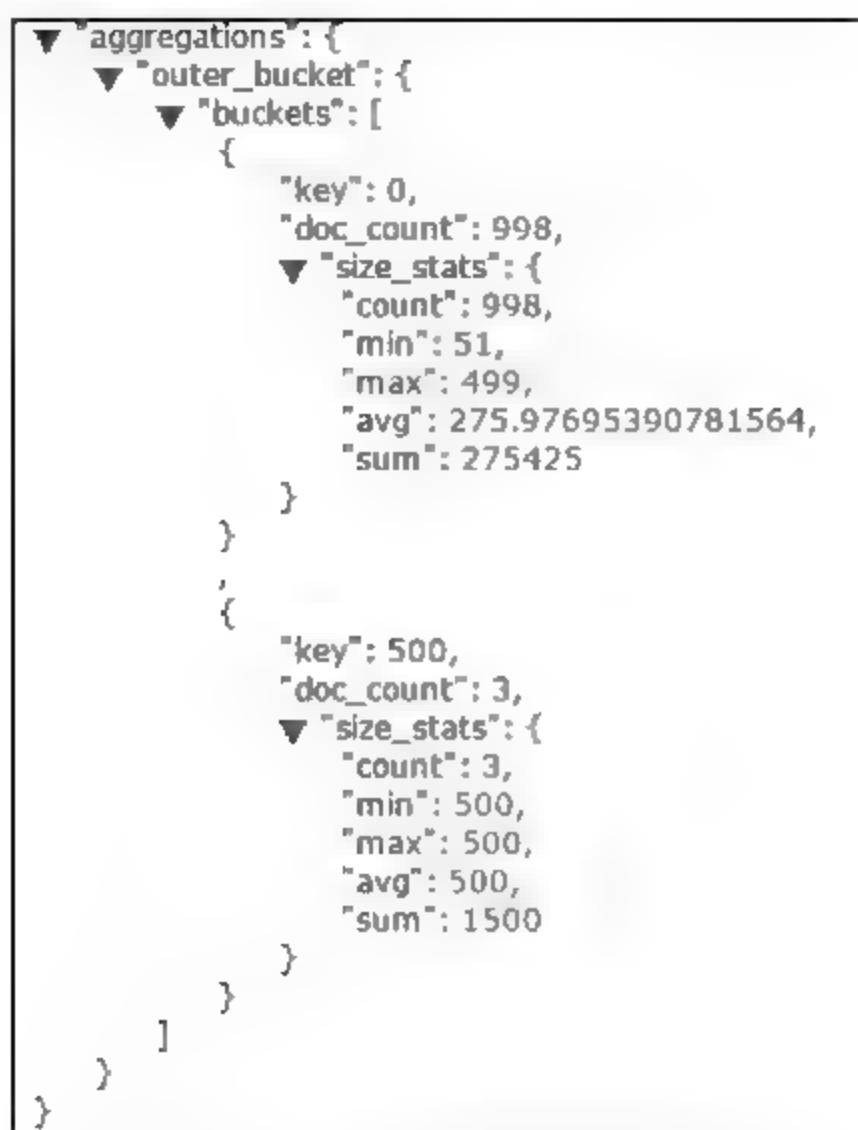 ▼ "aggregations": {
▼ "outer_bucket": {
▼ "buckets": [
{
"key": 0,
"doc_count": 998,
▼ "size_stats": {
"count": 998,
"min": 51,
"max": 499,
"avg": 275.97695390781564,
"sum": 275425
}
}
,
{
"key": 500,
"doc_count": 3,
▼ "size_stats": {
"count": 3,
"min": 500,
"max": 500,
"avg": 500,
"sum": 1500
}
}
]
}
}